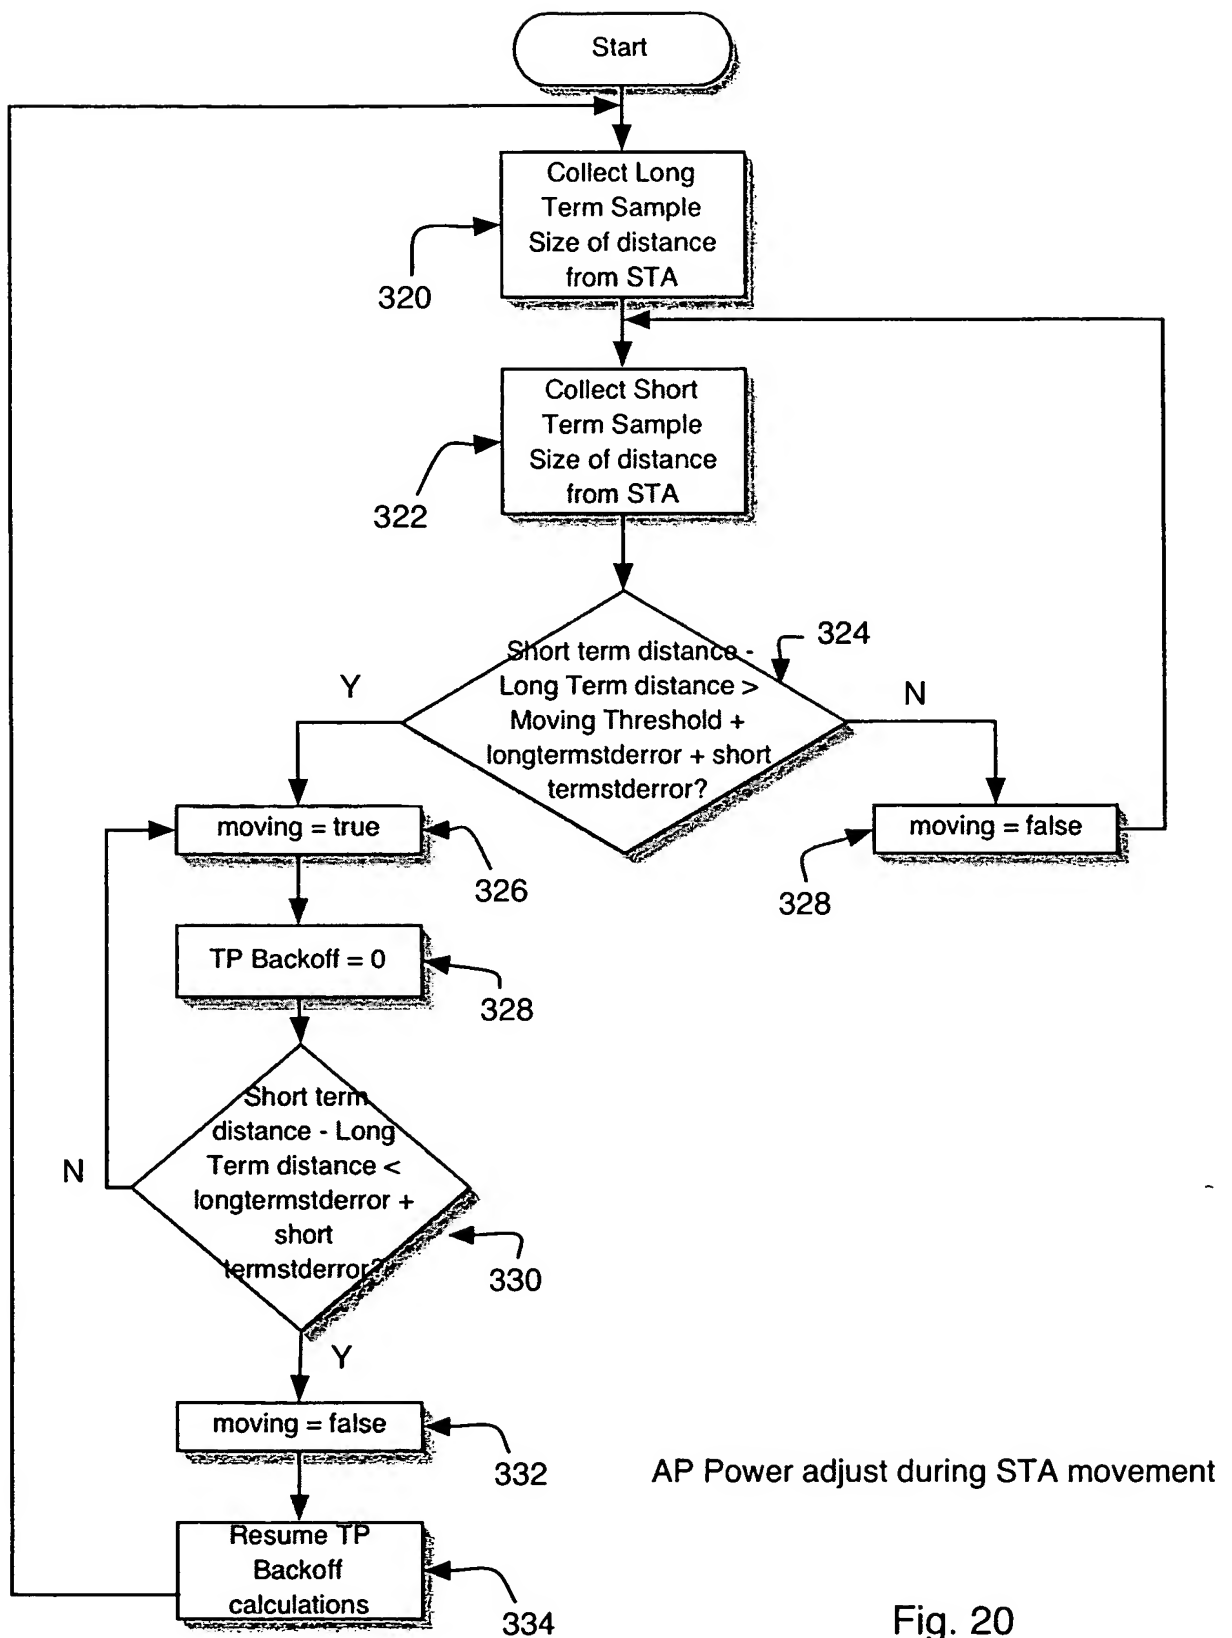 Start
Collect Long
Term Sample
Size of distance
from STA
320
Collect Short
Term Sample
Size of distance
from STA
322
Short term distance -
Long Term distance >
Moving Threshold +
longtermstderror + short
termstderror?
324
Y
N
moving = true
326
moving = false
328
TP Backoff = 0
328
Short term
distance - Long
Term distance <
longtermstderror +
short
termstderror?
N
330
Y
moving = false
332
AP Power adjust during STA movement
Resume TP
Backoff
calculations
334
Fig. 20